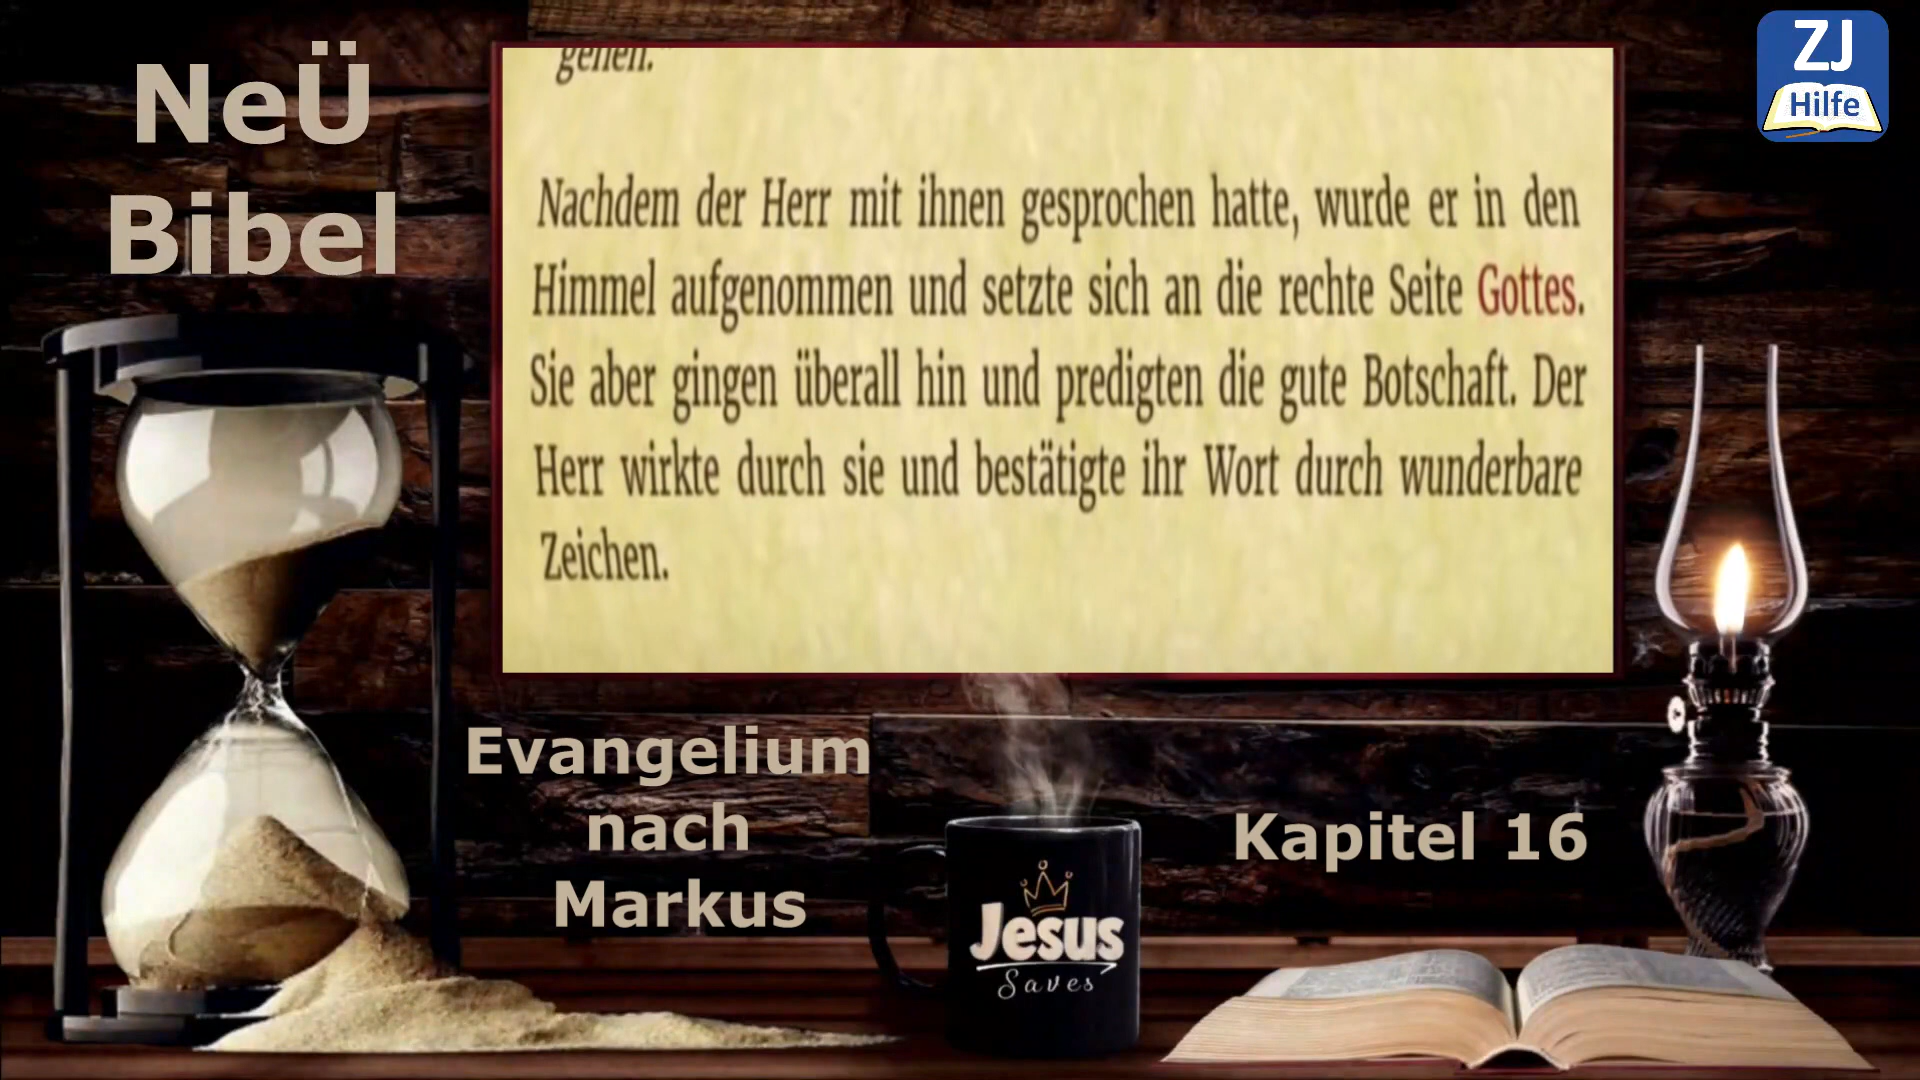 NeÜ
Bibel
gehen."
Nachdem der Herr mit ihnen gesprochen hatte, wurde er in den
Himmel aufgenommen und setzte sich an die rechte Seite Gottes.
Sie aber gingen überall hin und predigten die gute Botschaft. Der
Herr wirkte durch sie und bestätigte ihr Wort durch wunderbare
Zeichen.
ZJ
Hilfe
Evangelium
nach
Markus
Kapitel 16
Jesus
Saves